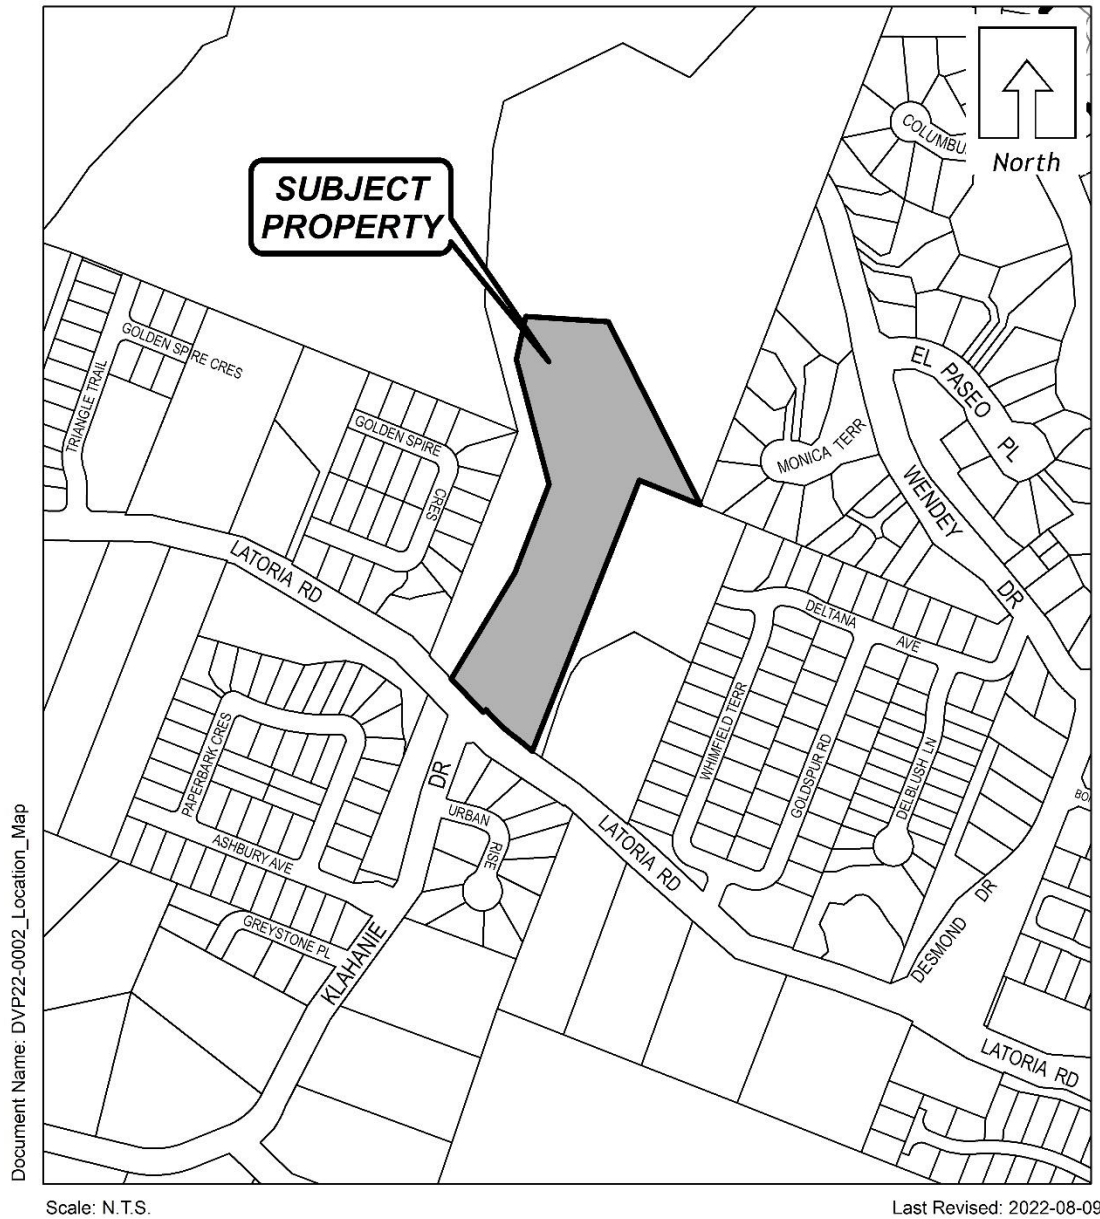 COLUMBU
North
SUBJECT
PROPERTY
GOLDEN SPIRE CRES
TRIANGLE TRAIL
GOLDEN SPIRE
CRES
EL PASEO
PL
MONICA TERR
WENDEY
DR
LATORIA RD
DELTANA
AVE
WHIMFIELD TERR
GOLDSPUR RD
DELBLUSH LN
PAPERBARK CRES
DR
URBAN
RISE
ASHBURY AVE
LATORIA RD
GREYSTONE PL
KLAHANIE
DESMOND
DR
LATORIA RD
Document Name: DVP22-0002_Location_Map
Scale: N.T.S.
Last Revised: 2022-08-09